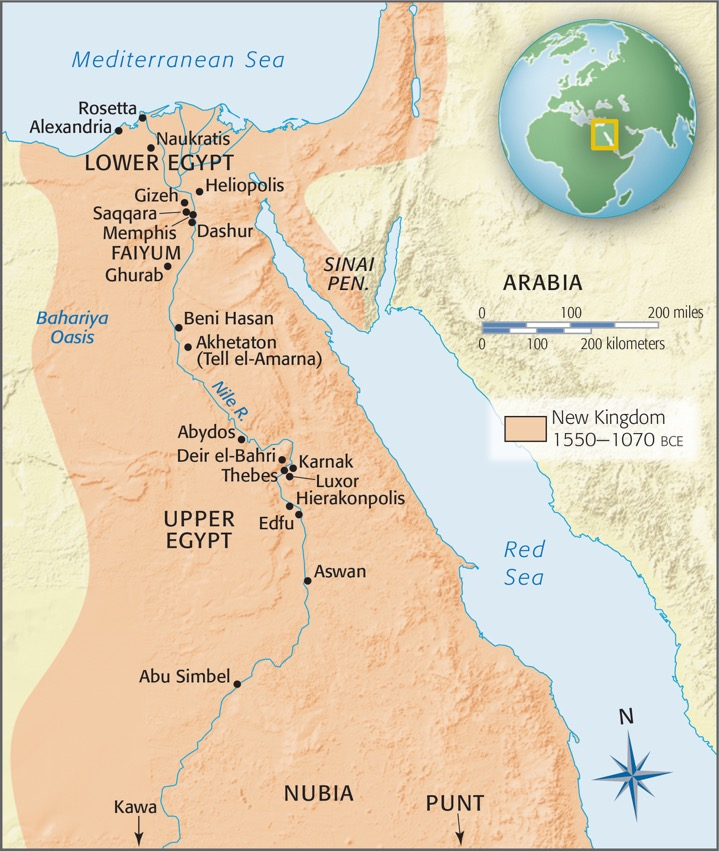 Mediterranean Sea
Rosetta
Alexandria
Naukratis
LOWER EGYPT
Heliopolis
Gizeh
Saqqara
Memphis
Dashur
FAIYUM
Ghurab
SINAI
PEN.
ARABIA
0 100 200 miles
0 100 200 kilometers
Bahariya
Oasis
Beni Hasan
Akhetaton
(Tell el-Amarna)
Nile R.
New Kingdom
1550–1070 BCE
Abydos
Deir el-Bahri
Karnak
Thebes
Luxor
Hierakonpolis
Edfu
UPPER
EGYPT
Red
Sea
Aswan
Abu Simbel
N
NUBIA
Kawa
PUNT